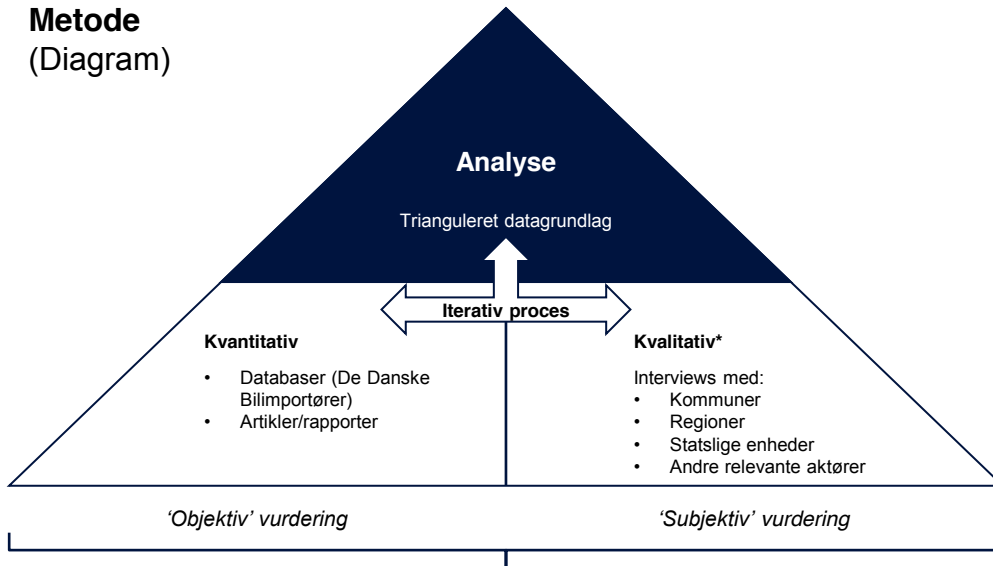 Metode
(Diagram)
Analyse
Trianguleret datagrundlag
Iterativ proces
Kvantitativ
• Databaser (De Danske
Bilimportører)
• Artikler/rapporter
Kvalitativ*
Interviews med:
• Kommuner
• Regioner
• Statslige enheder
• Andre relevante aktører
'Objektiv' vurdering
'Subjektiv' vurdering